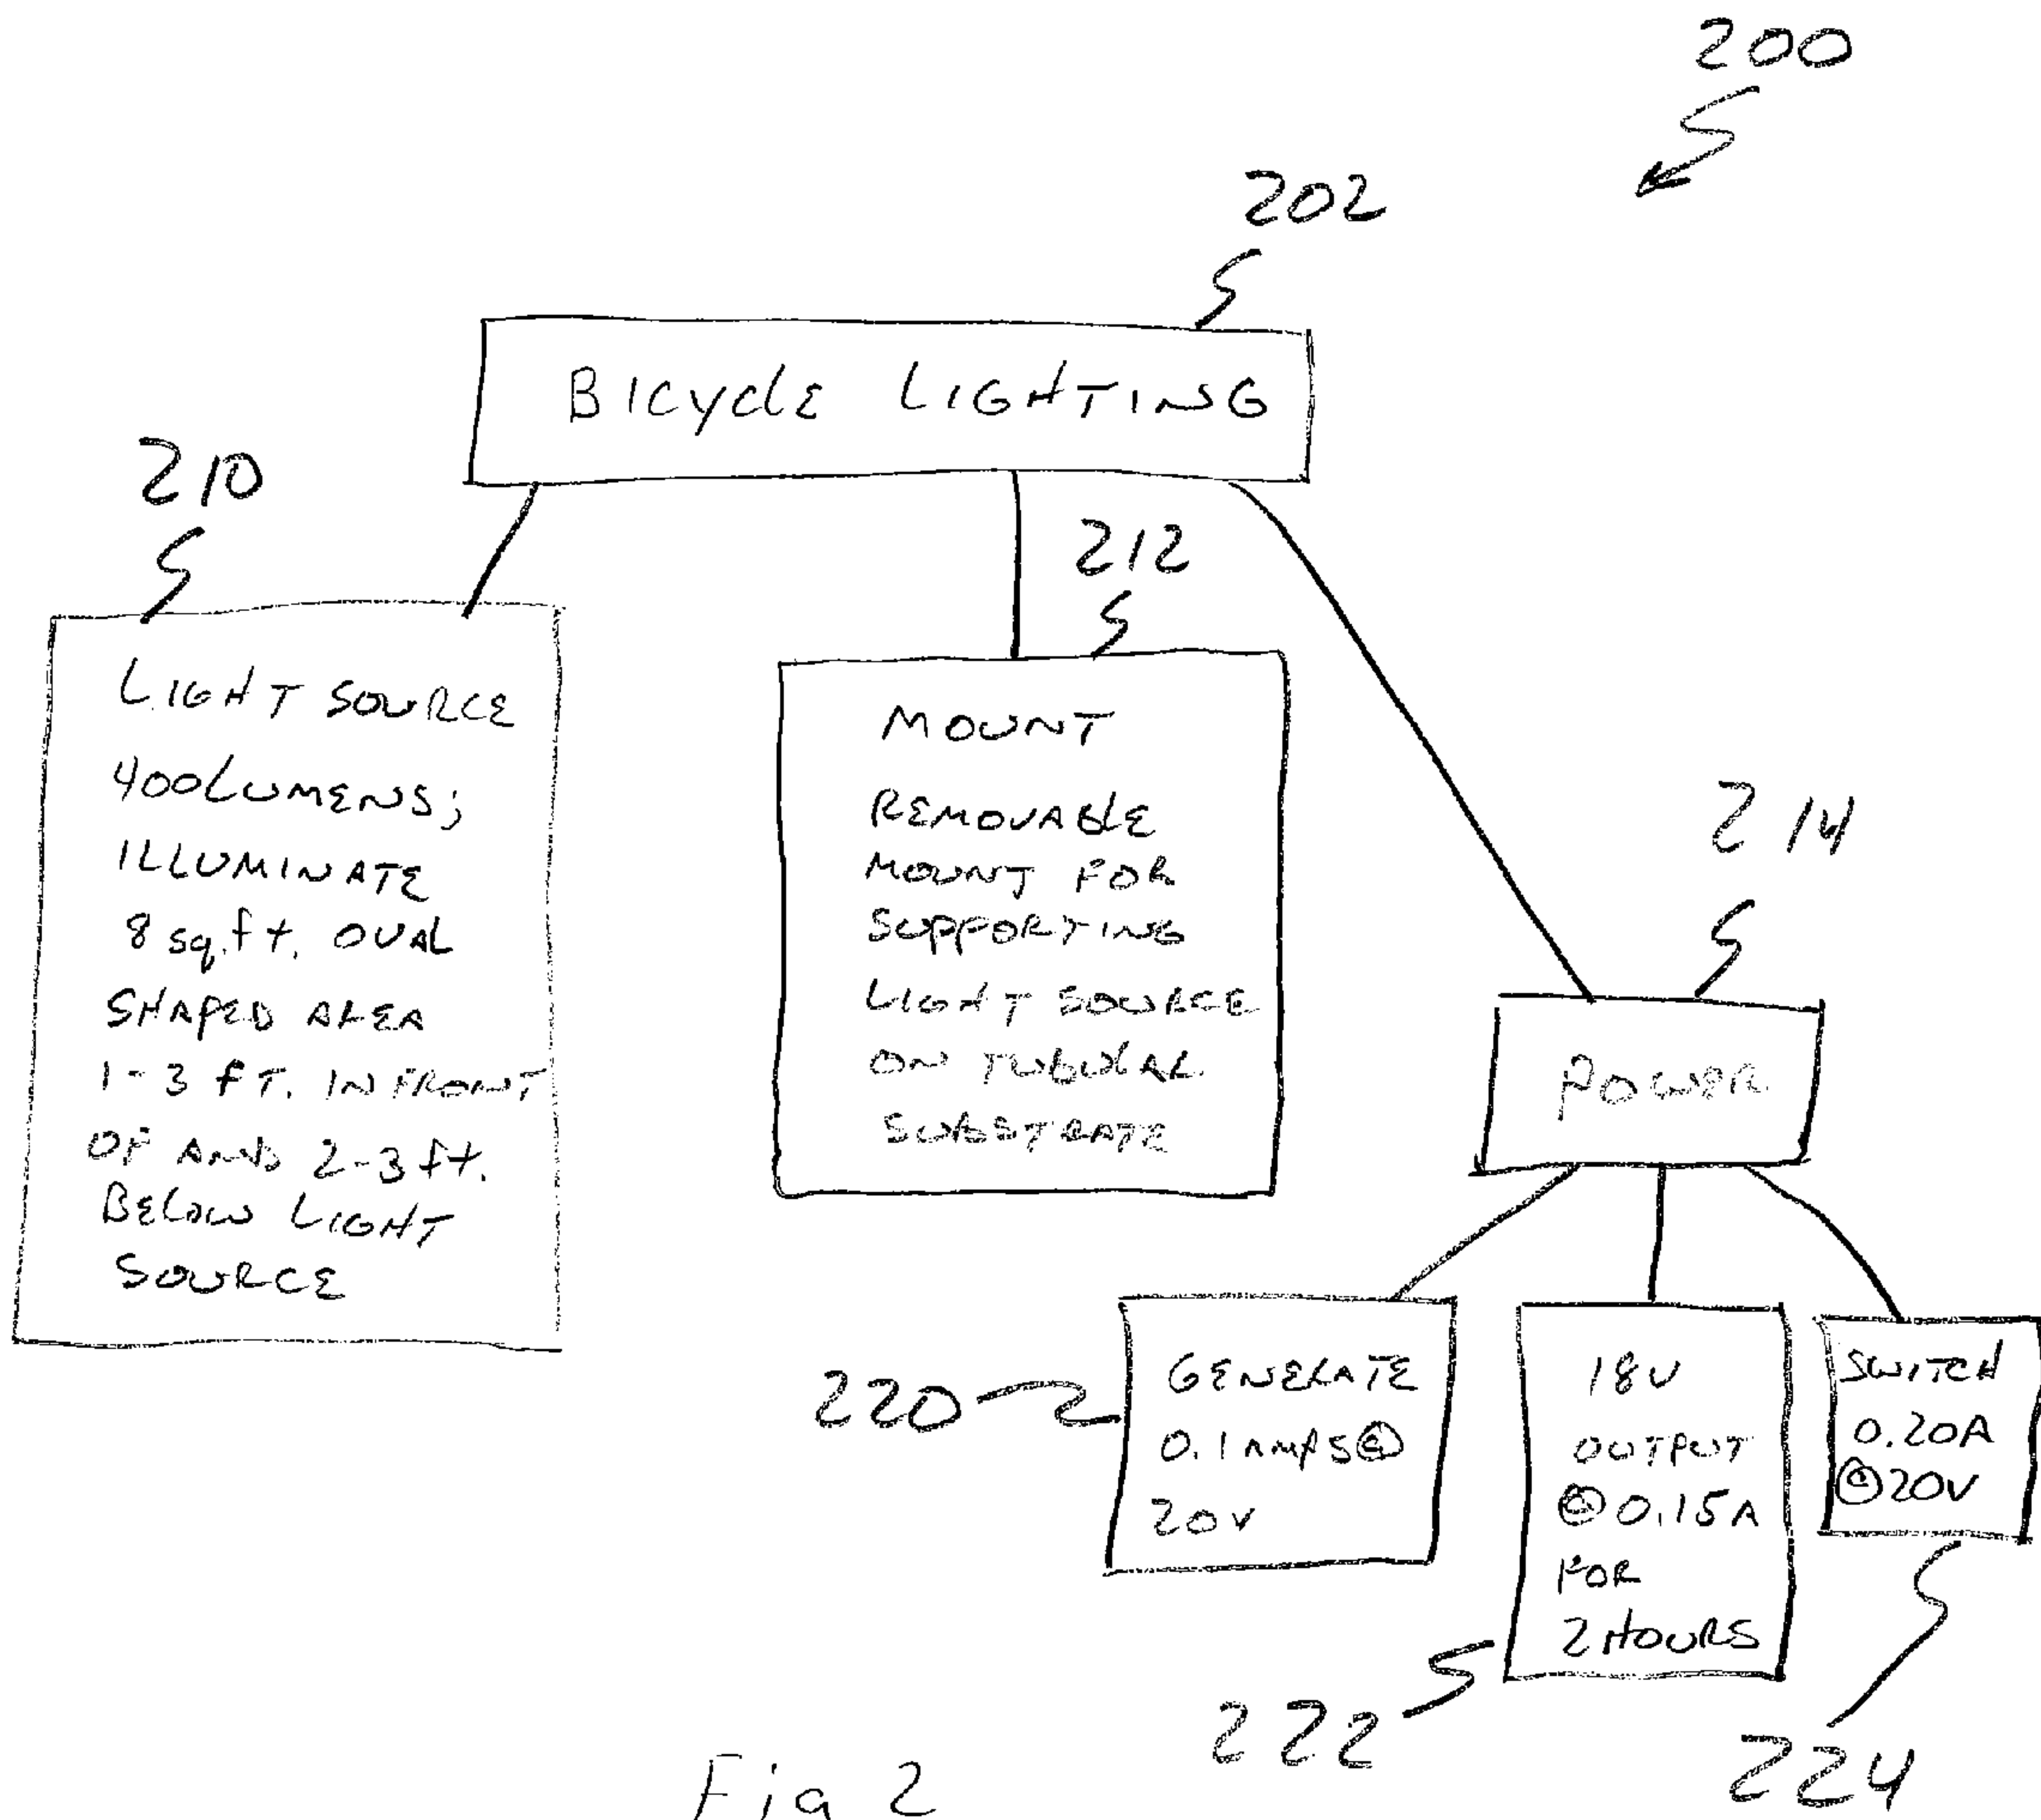 200
202
BICYCLE LIGHTING
210
212
LIGHT SOURCE
400 LUMENS;
ILLUMINATE
8 sq.ft. OVAL
SHAPED AREA
1-3 FT. IN FRONT
OF AND 2-3 ft.
BELOW LIGHT
SOURCE
MOUNT
REMOVABLE
MOUNT FOR
SUPPORTING
LIGHT SOURCE
ON TUBULAR
SUBSTRATE
214
POWER
220
GENERATE
0.1 AMPS @
20V
18V
OUTPUT
@ 0.15A
FOR
2 HOURS
SWITCH
0.20A
@ 20V
222
224
Fig 2